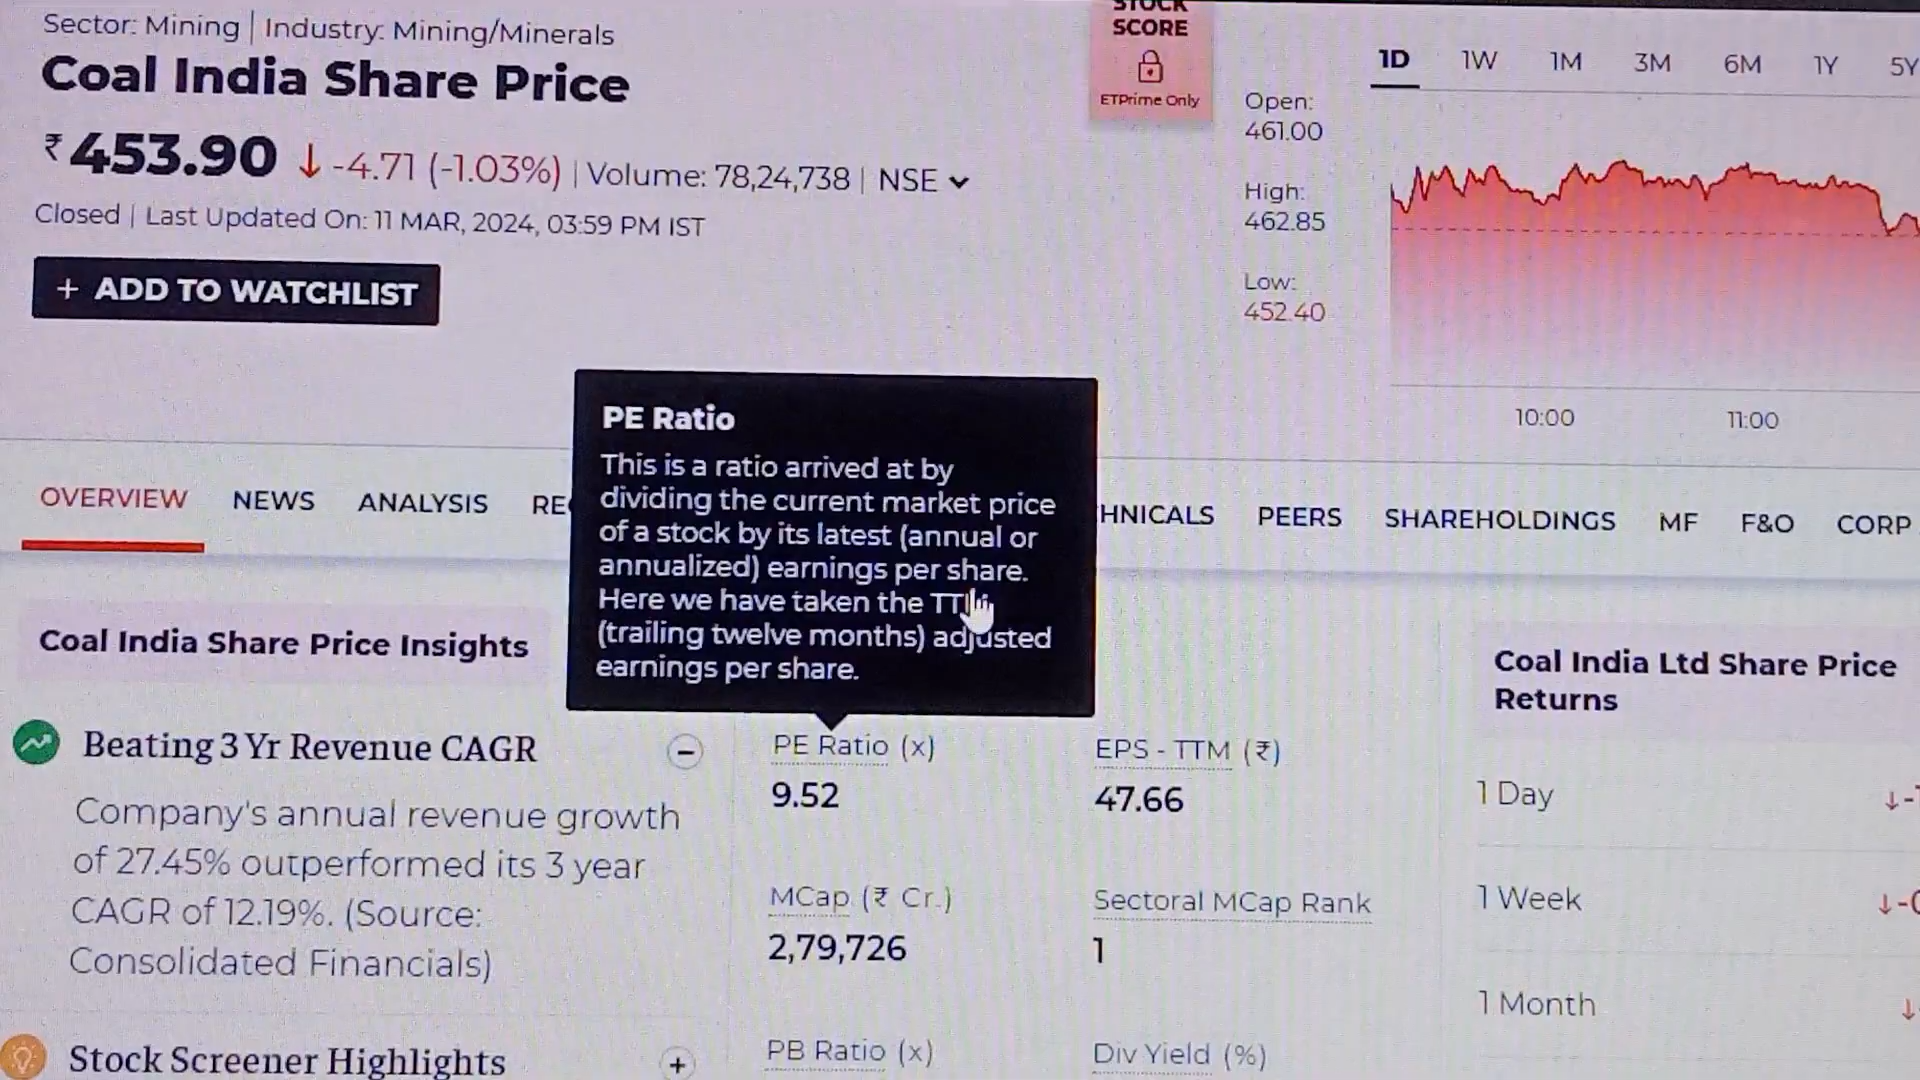 Sector: Mining | Industry: Mining/Minerals
Coal India Share Price
₹453.90 ↓ -4.71 (-1.03%) | Volume: 78,24,738 | NSE
Closed | Last Updated On: 11 MAR, 2024, 03:59 PM IST
+ ADD TO WATCHLIST
STOCK
SCORE
ETPrime Only
1D 1W 1M 3M 6M 1Y 5Y
Open:
461.00
High:
462.85
Low:
452.40
10:00 11:00
PE Ratio
This is a ratio arrived at by
dividing the current market price
of a stock by its latest (annual or
annualized) earnings per share.
Here we have taken the
(trailing twelve months) adjusted
earnings per share.
OVERVIEW NEWS ANALYSIS PEERS SHAREHOLDINGS MF F&O CORP
Coal India Share Price Insights
Beating 3 Yr Revenue CAGR
Company's annual revenue growth
of 27.45% outperformed its 3 year
CAGR of 12.19%. (Source:
Consolidated Financials)
Stock Screener Highlights
PE Ratio (x)
9.52
EPS - TTM (₹)
47.66
MCap (₹ Cr.)
2,79,726
Sectoral MCap Rank
1
PB Ratio (x)
Div Yield (%)
Coal India Ltd Share Price
Returns
1 Day
1 Week
1 Month